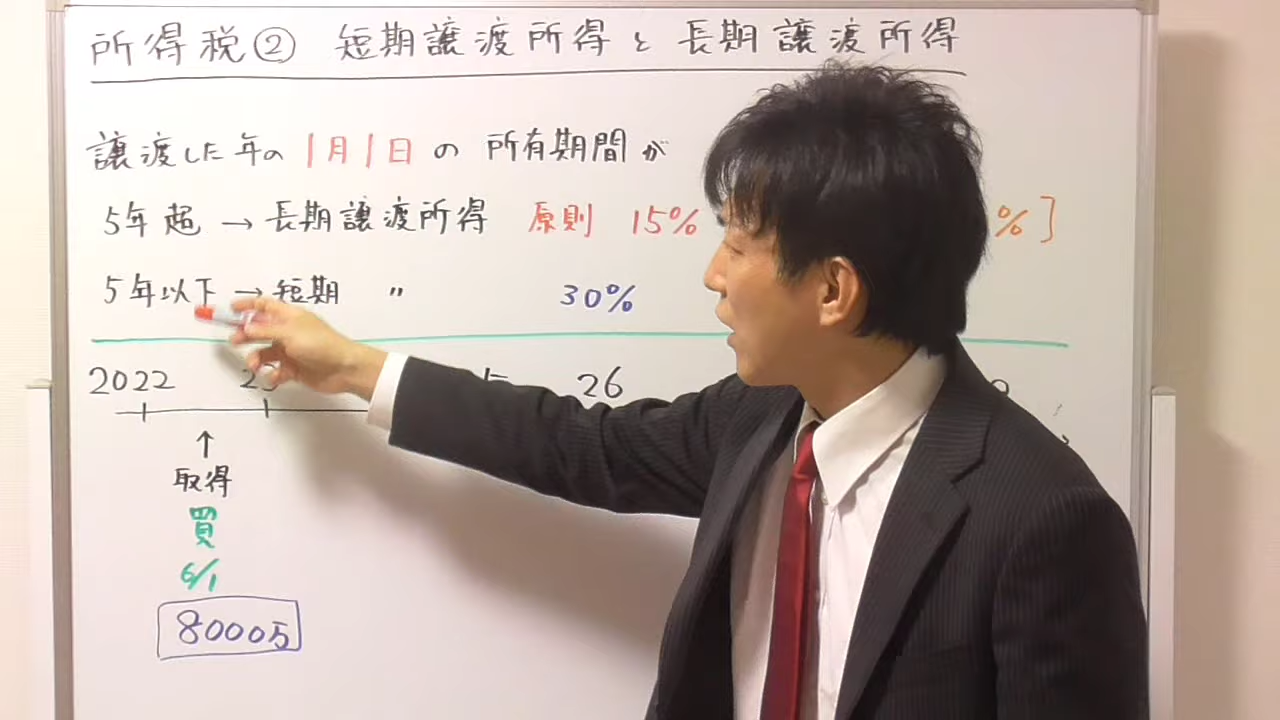 所得税② 短期譲渡所得と長期譲渡所得
譲渡した年の1月1日の所有期間が
5年超 → 長期譲渡所得 原則 15% %]
5年以下 → 短期 〃 30%
2022 26
↑
取得
買
6/1
8000万